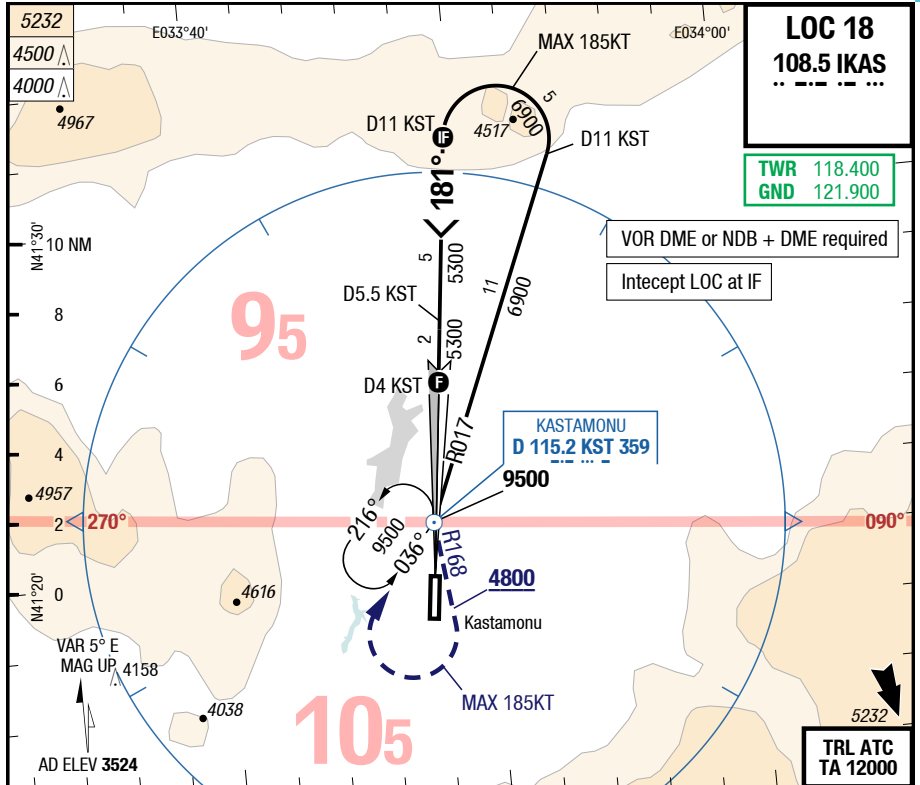 5232
4500
4000
4967
E033°40'
E034°00'
LOC 18
108.5 IKAS
TWR 118.400
GND 121.900
VOR DME or NDB + DME required
Intecept LOC at IF
MAX 185KT
D11 KST
IF
4517
6900
5
D11 KST
181°
N41°30'
10 NM
8
6
4
2
0
5
5300
D5.5 KST
11
6900
95
2
5300
D4 KST
F
R017
KASTAMONU
D 115.2 KST 359
9500
4957
270°
090°
216°
9500
036°
R168
4800
4616
N41°20'
Kastamonu
VAR 5° E
MAG UP
4158
MAX 185KT
4038
105
5232
AD ELEV 3524
TRL ATC
TA 12000